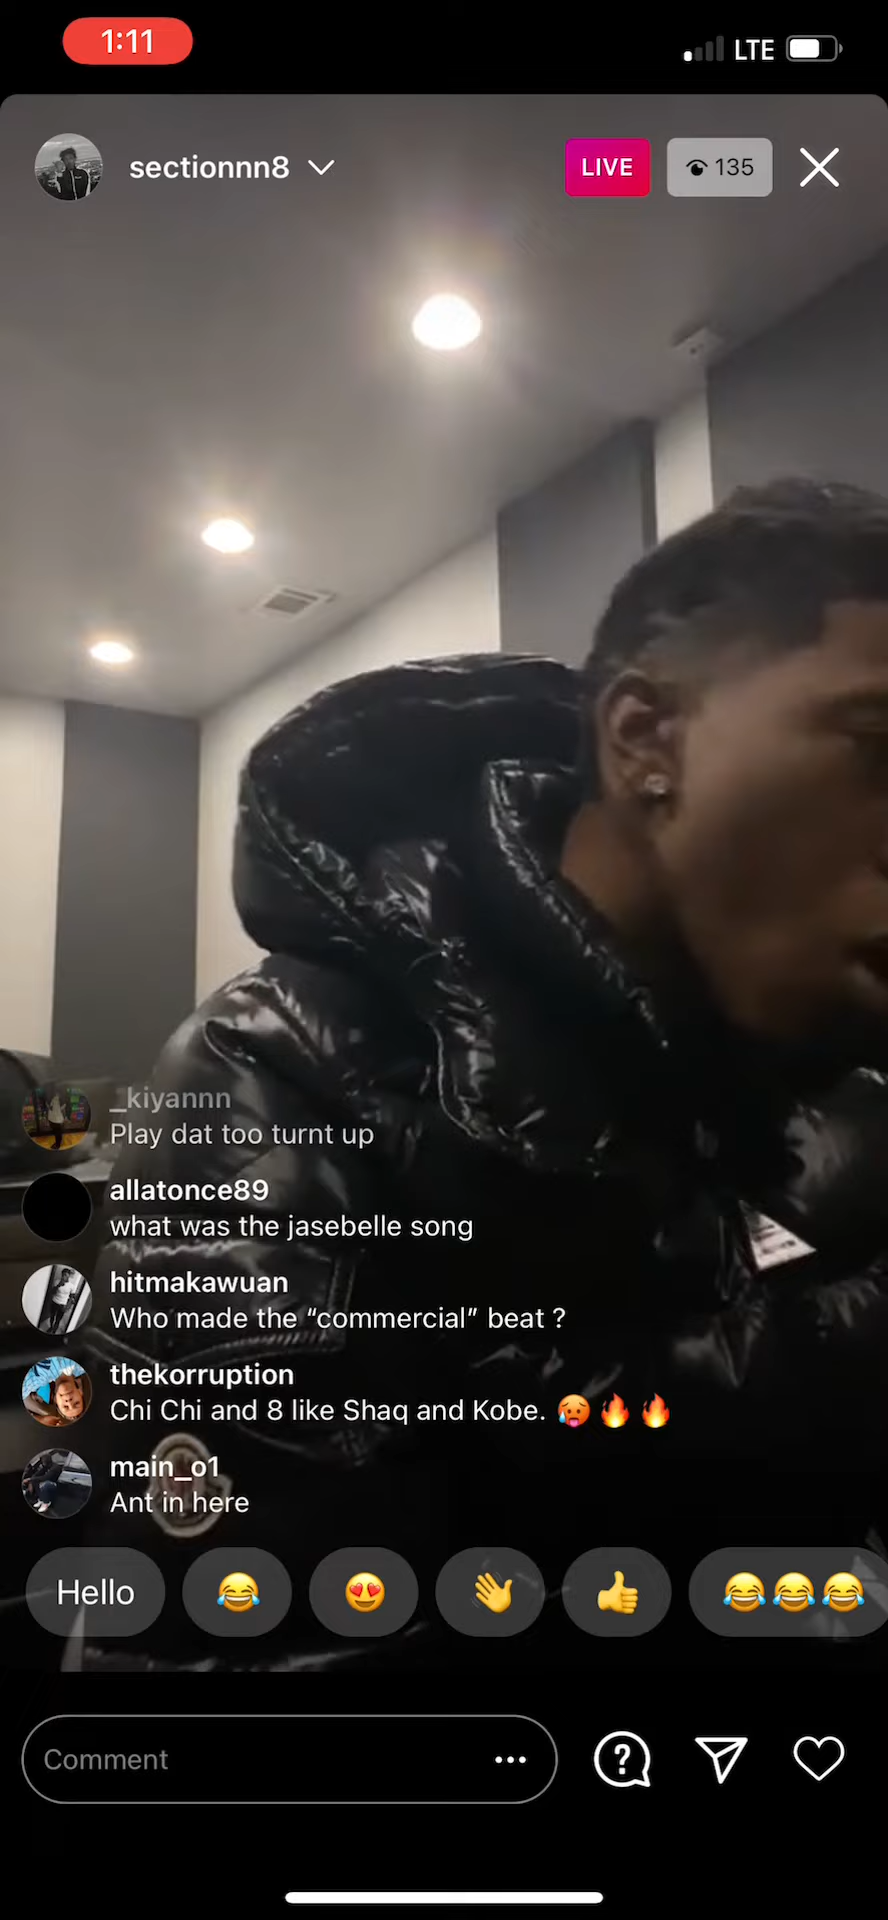 1:11
LTE
sectionnn8
LIVE
135
_kiyannn
Play dat too turnt up
allatonce89
what was the jasebelle song
hitmakawuan
Who made the “commercial” beat ?
thekorruption
Chi Chi and 8 like Shaq and Kobe. 🥵🔥🔥
main_o1
Ant in here
Hello 😂 😍 👋 👍 😂😂😂
Comment